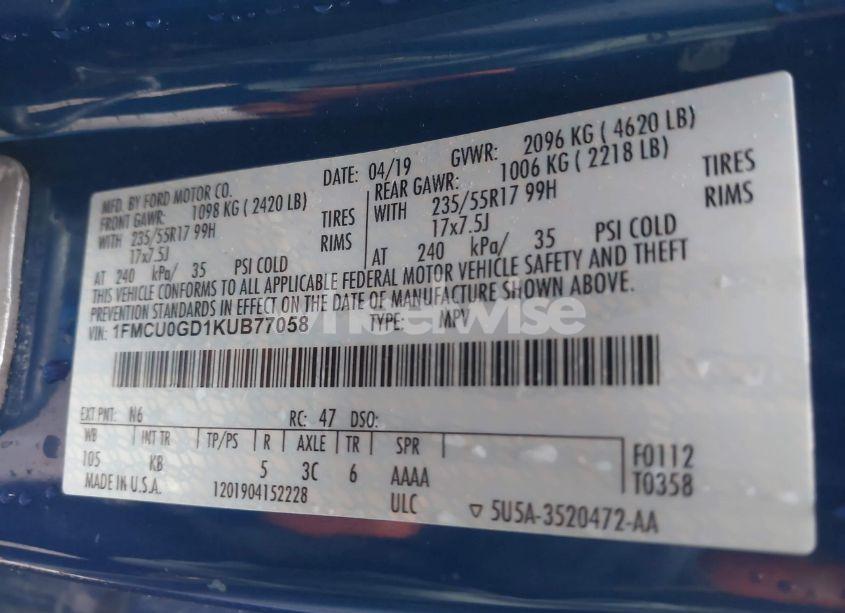 MFD. BY FORD MOTOR CO. DATE: 04/19 GVWR: 2096 KG ( 4620 LB)
FRONT GAWR: 1098 KG ( 2420 LB) REAR GAWR: 1006 KG ( 2218 LB)
WITH 235/55R17 99H TIRES WITH 235/55R17 99H TIRES
17x7.5J RIMS 17x7.5J RIMS
AT 240 kPa/ 35 PSI COLD AT 240 kPa/ 35 PSI COLD
THIS VEHICLE CONFORMS TO ALL APPLICABLE FEDERAL MOTOR VEHICLE SAFETY AND THEFT
PREVENTION STANDARDS IN EFFECT ON THE DATE OF MANUFACTURE SHOWN ABOVE.
VIN: 1FMCU0GD1KUB77058 TYPE: MPV
EXT PNT: N6 RC: 47 DSO:
WB INT TR TP/PS R AXLE TR SPR F0112
105 KB 5 3C 6 AAAA T0358
MADE IN U.S.A. 1201904152228 ULC ▽ 5U5A-3520472-AA